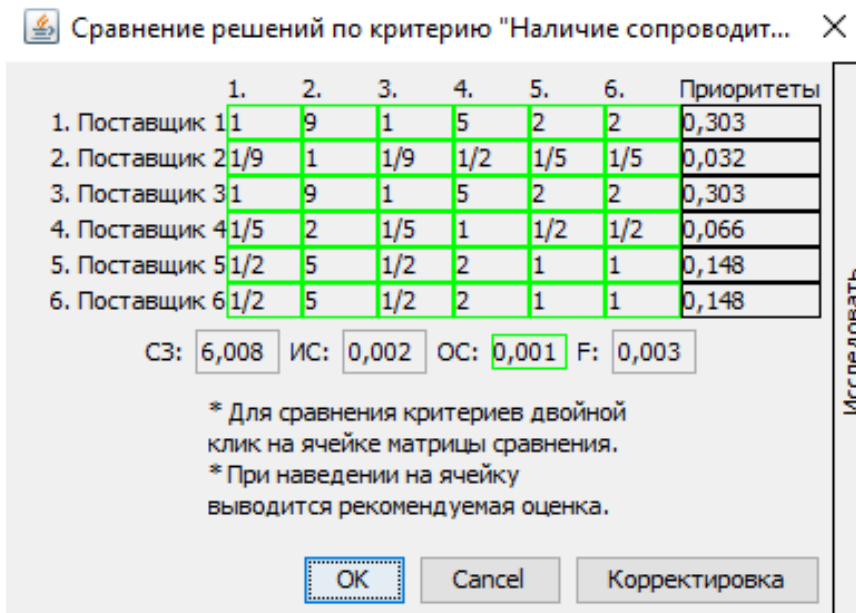 Сравнение решений по критерию "Наличие сопроводит...
1. 2. 3. 4. 5. 6. Приоритеты
1. Поставщик 1 1 9 1 5 2 2 0,303
2. Поставщик 2 1/9 1 1/9 1/2 1/5 1/5 0,032
3. Поставщик 3 1 9 1 5 2 2 0,303
4. Поставщик 4 1/5 2 1/5 1 1/2 1/2 0,066
5. Поставщик 5 1/2 5 1/2 2 1 1 0,148
6. Поставщик 6 1/2 5 1/2 2 1 1 0,148
СЗ: 6,008 ИС: 0,002 ОС: 0,001 F: 0,003
* Для сравнения критериев двойной
клик на ячейке матрицы сравнения.
* При наведении на ячейку
выводится рекомендуемая оценка.
OK Cancel Корректировка
Исследовать